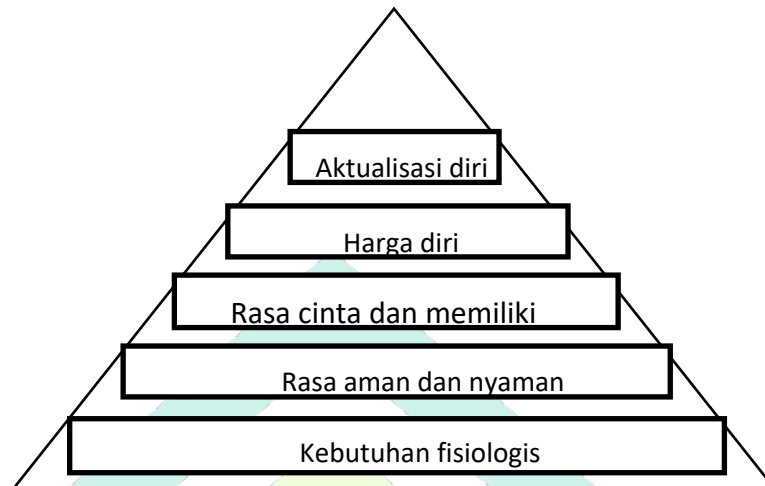 Aktualisasi diri
Harga diri
Rasa cinta dan memiliki
Rasa aman dan nyaman
Kebutuhan fisiologis